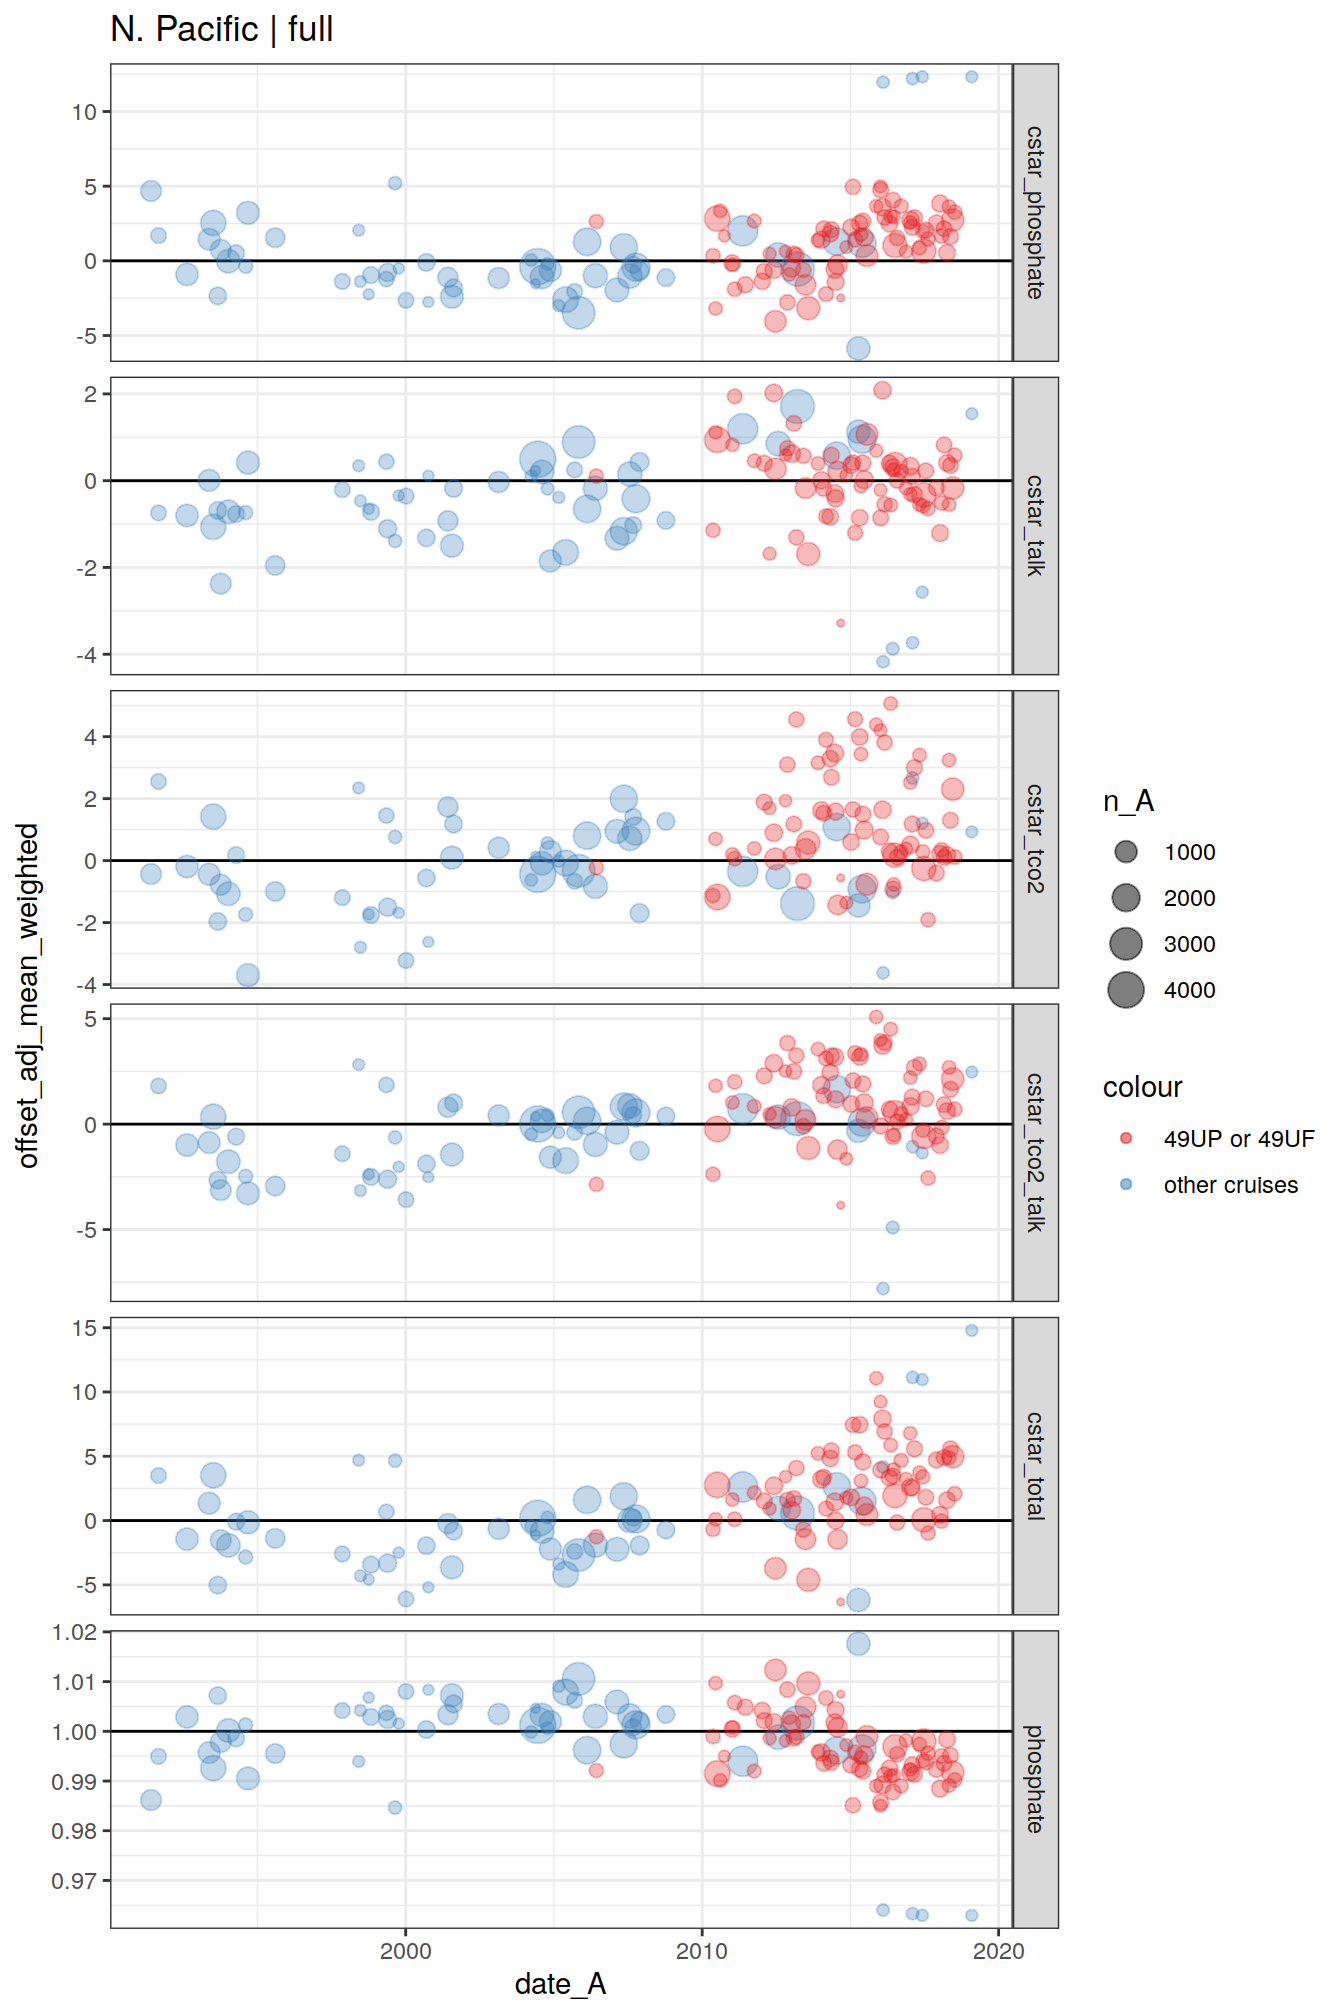 N. Pacific | full
offset_adj_mean_weighted
10
5
0
-5
cstar_phosphate
2
0
-2
-4
cstar_talk
4
2
0
-2
-4
cstar_tco2
5
0
-5
cstar_tco2_talk
15
10
5
0
-5
cstar_total
1.02
1.01
1.00
0.99
0.98
0.97
phosphate
2000
2010
2020
date_A
n_A
1000
2000
3000
4000
colour
49UP or 49UF
other cruises